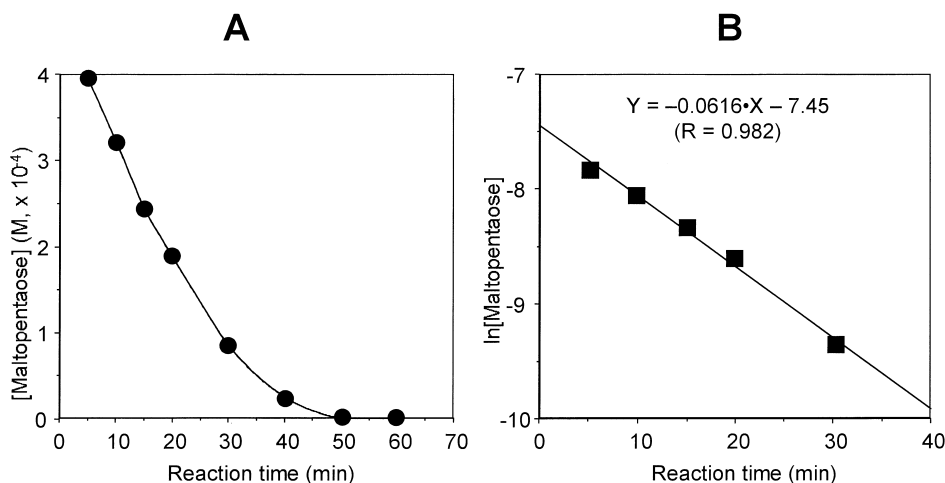 A
4
3
2
1
0
0 10 20 30 40 50 60 70
[Maltopentaose] (M, x 10⁻⁴)
Reaction time (min)
B
Y = –0.0616•X – 7.45
(R = 0.982)
-7
-8
-9
-10
0 10 20 30 40
ln[Maltopentaose]
Reaction time (min)